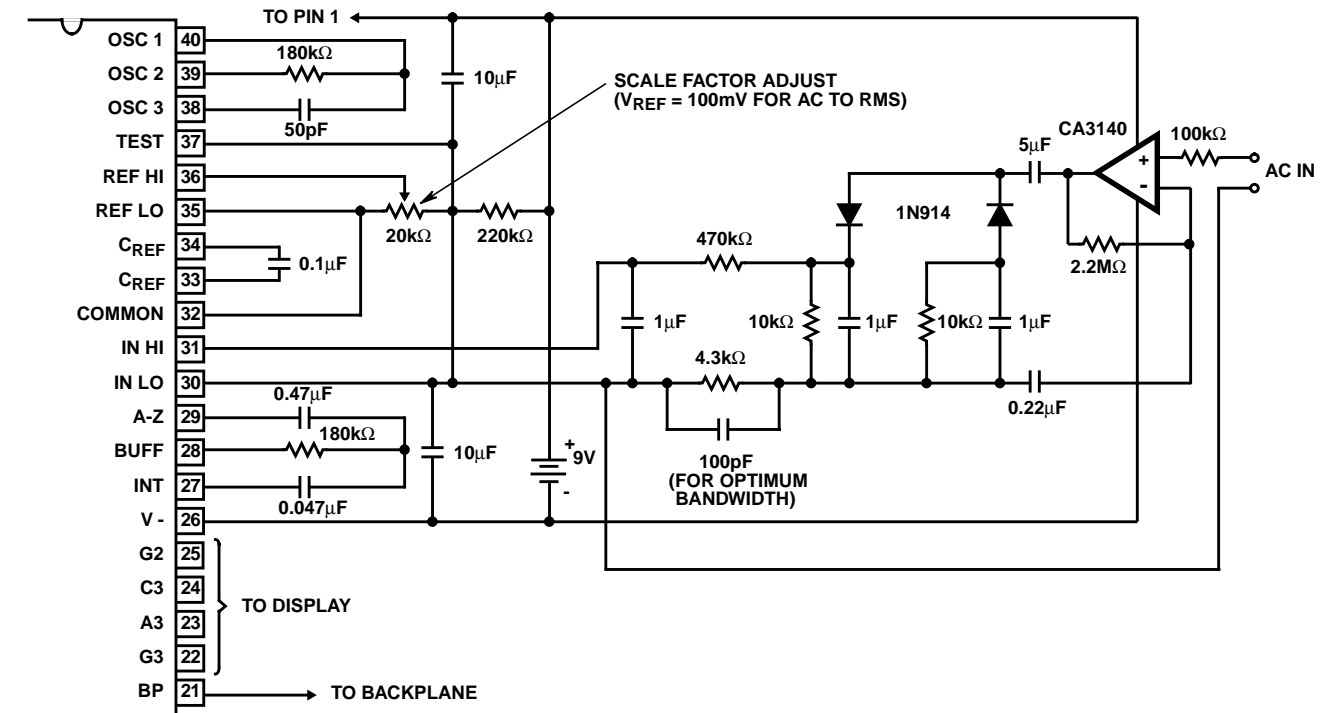 TO PIN 1
OSC 1 40
180kΩ
OSC 2 39
10µF
SCALE FACTOR ADJUST
(VREF = 100mV FOR AC TO RMS)
OSC 3 38
50pF
TEST 37
CA3140
100kΩ
5µF
+
-
AC IN
REF HI 36
REF LO 35
20kΩ
220kΩ
1N914
CREF 34
0.1µF
470kΩ
2.2MΩ
CREF 33
COMMON 32
1µF
10kΩ
1µF
10kΩ
1µF
IN HI 31
4.3kΩ
IN LO 30
0.47µF
0.22µF
A-Z 29
180kΩ
BUFF 28
10µF
+
9V
-
100pF
(FOR OPTIMUM
BANDWIDTH)
INT 27
0.047µF
V - 26
G2 25
C3 24
TO DISPLAY
A3 23
G3 22
BP 21
TO BACKPLANE